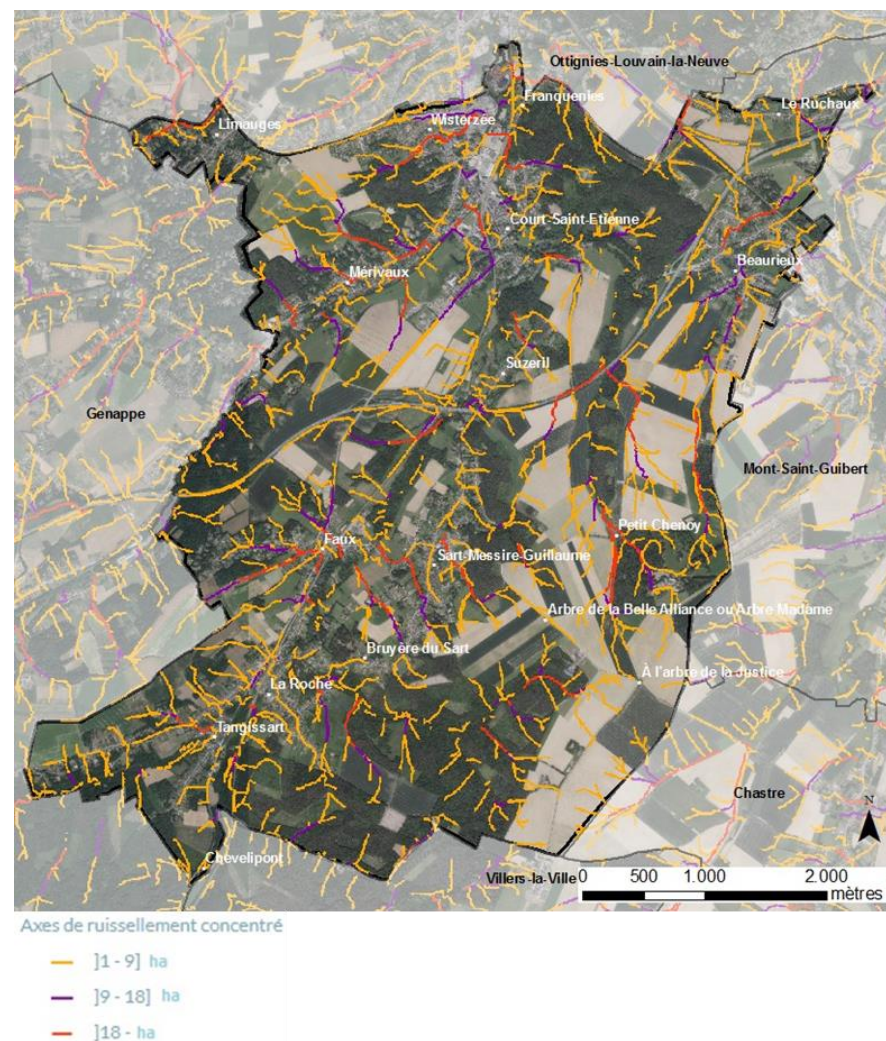 Ottignies-Louvain-la-Neuve
Franquenies
Le Ruchaux
Limauges
Wisterzée
Court-Saint-Etienne
Beaurieux
Mérivaux
Suzeril
Genappe
Mont-Saint-Guibert
Petit Chenoy
Faux
Sart-Messire-Guillaume
Arbre de la Belle Alliance ou Arbre Madame
Bruyère du Sart
À l'arbre de la Justice
La Roche
Tangissart
Chastre
N
Chevelipont
Villers-la-Ville
0 500 1.000 2.000
mètres
Axes de ruissellement concentré
]1 - 9] ha
]9 - 18] ha
]18 - ha